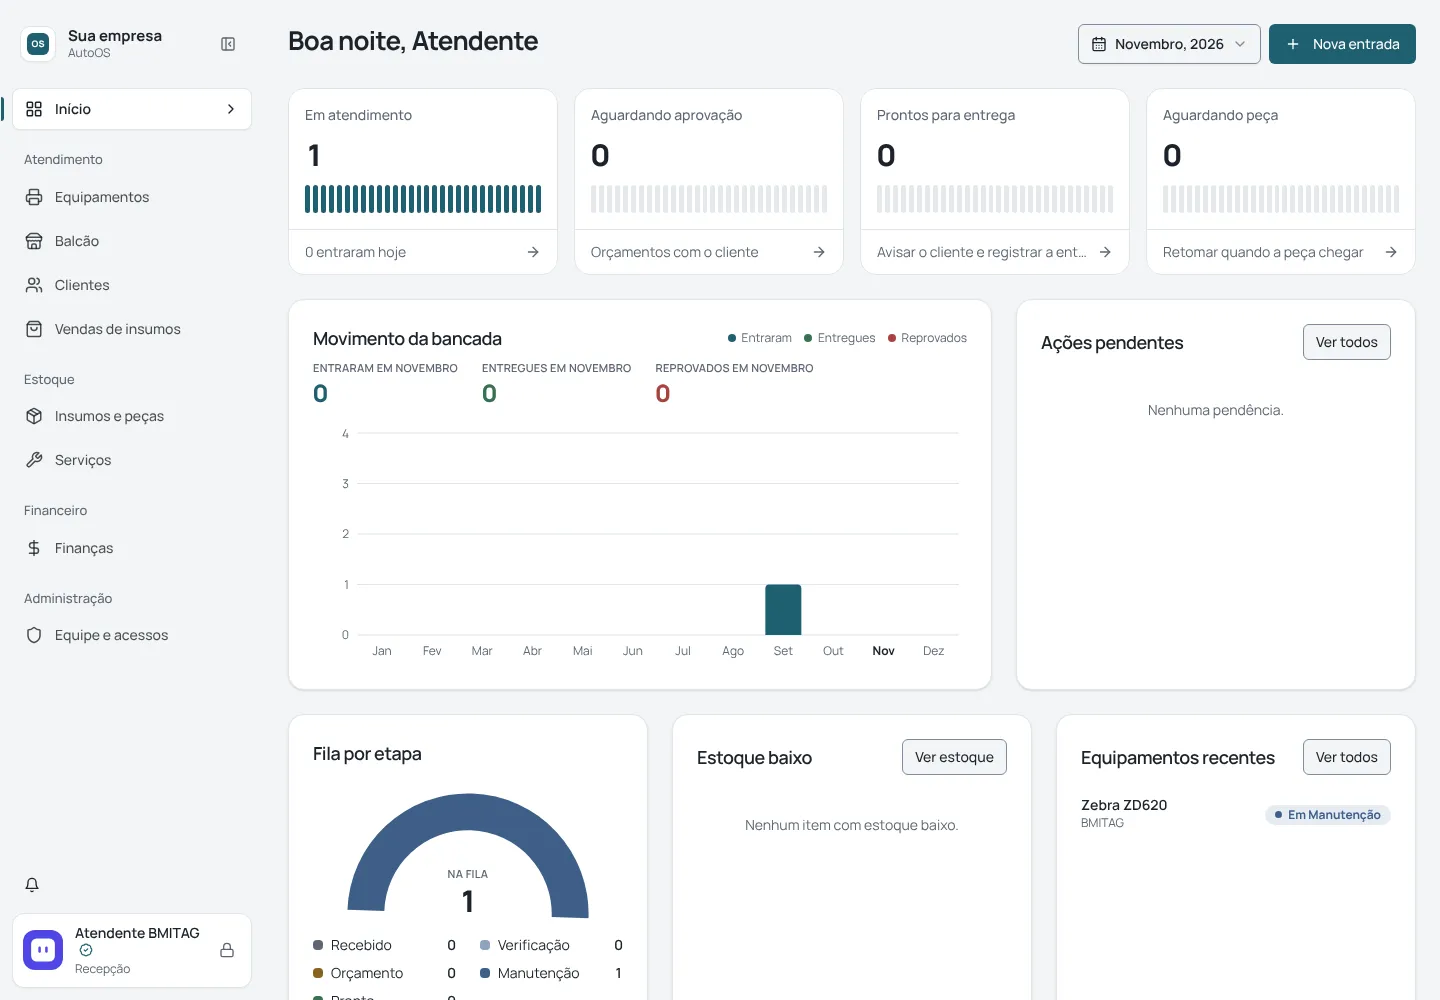 OS
Sua empresa
AutoOS
Início
Atendimento
Equipamentos
Balcão
Clientes
Vendas de insumos
Estoque
Insumos e peças
Serviços
Financeiro
Finanças
Administração
Equipe e acessos
Atendente BMITAG
Recepção
Boa noite, Atendente
Novembro, 2026
Nova entrada
Em atendimento
1
0 entraram hoje
Aguardando aprovação
0
Orçamentos com o cliente
Prontos para entrega
0
Avisar o cliente e registrar a ent...
Aguardando peça
0
Retomar quando a peça chegar
Movimento da bancada
Entraram
Entregues
Reprovados
ENTRARAM EM NOVEMBRO
0
ENTREGUES EM NOVEMBRO
0
REPROVADOS EM NOVEMBRO
0
4
3
2
1
0
Jan Fev Mar Abr Mai Jun Jul Ago Set Out Nov Dez
Ações pendentes
Ver todos
Nenhuma pendência.
Fila por etapa
NA FILA
1
Recebido 0
Verificação 0
Orçamento 0
Manutenção 1
Pronto 0
Estoque baixo
Ver estoque
Nenhum item com estoque baixo.
Equipamentos recentes
Ver todos
Zebra ZD620
BMITAG
Em Manutenção